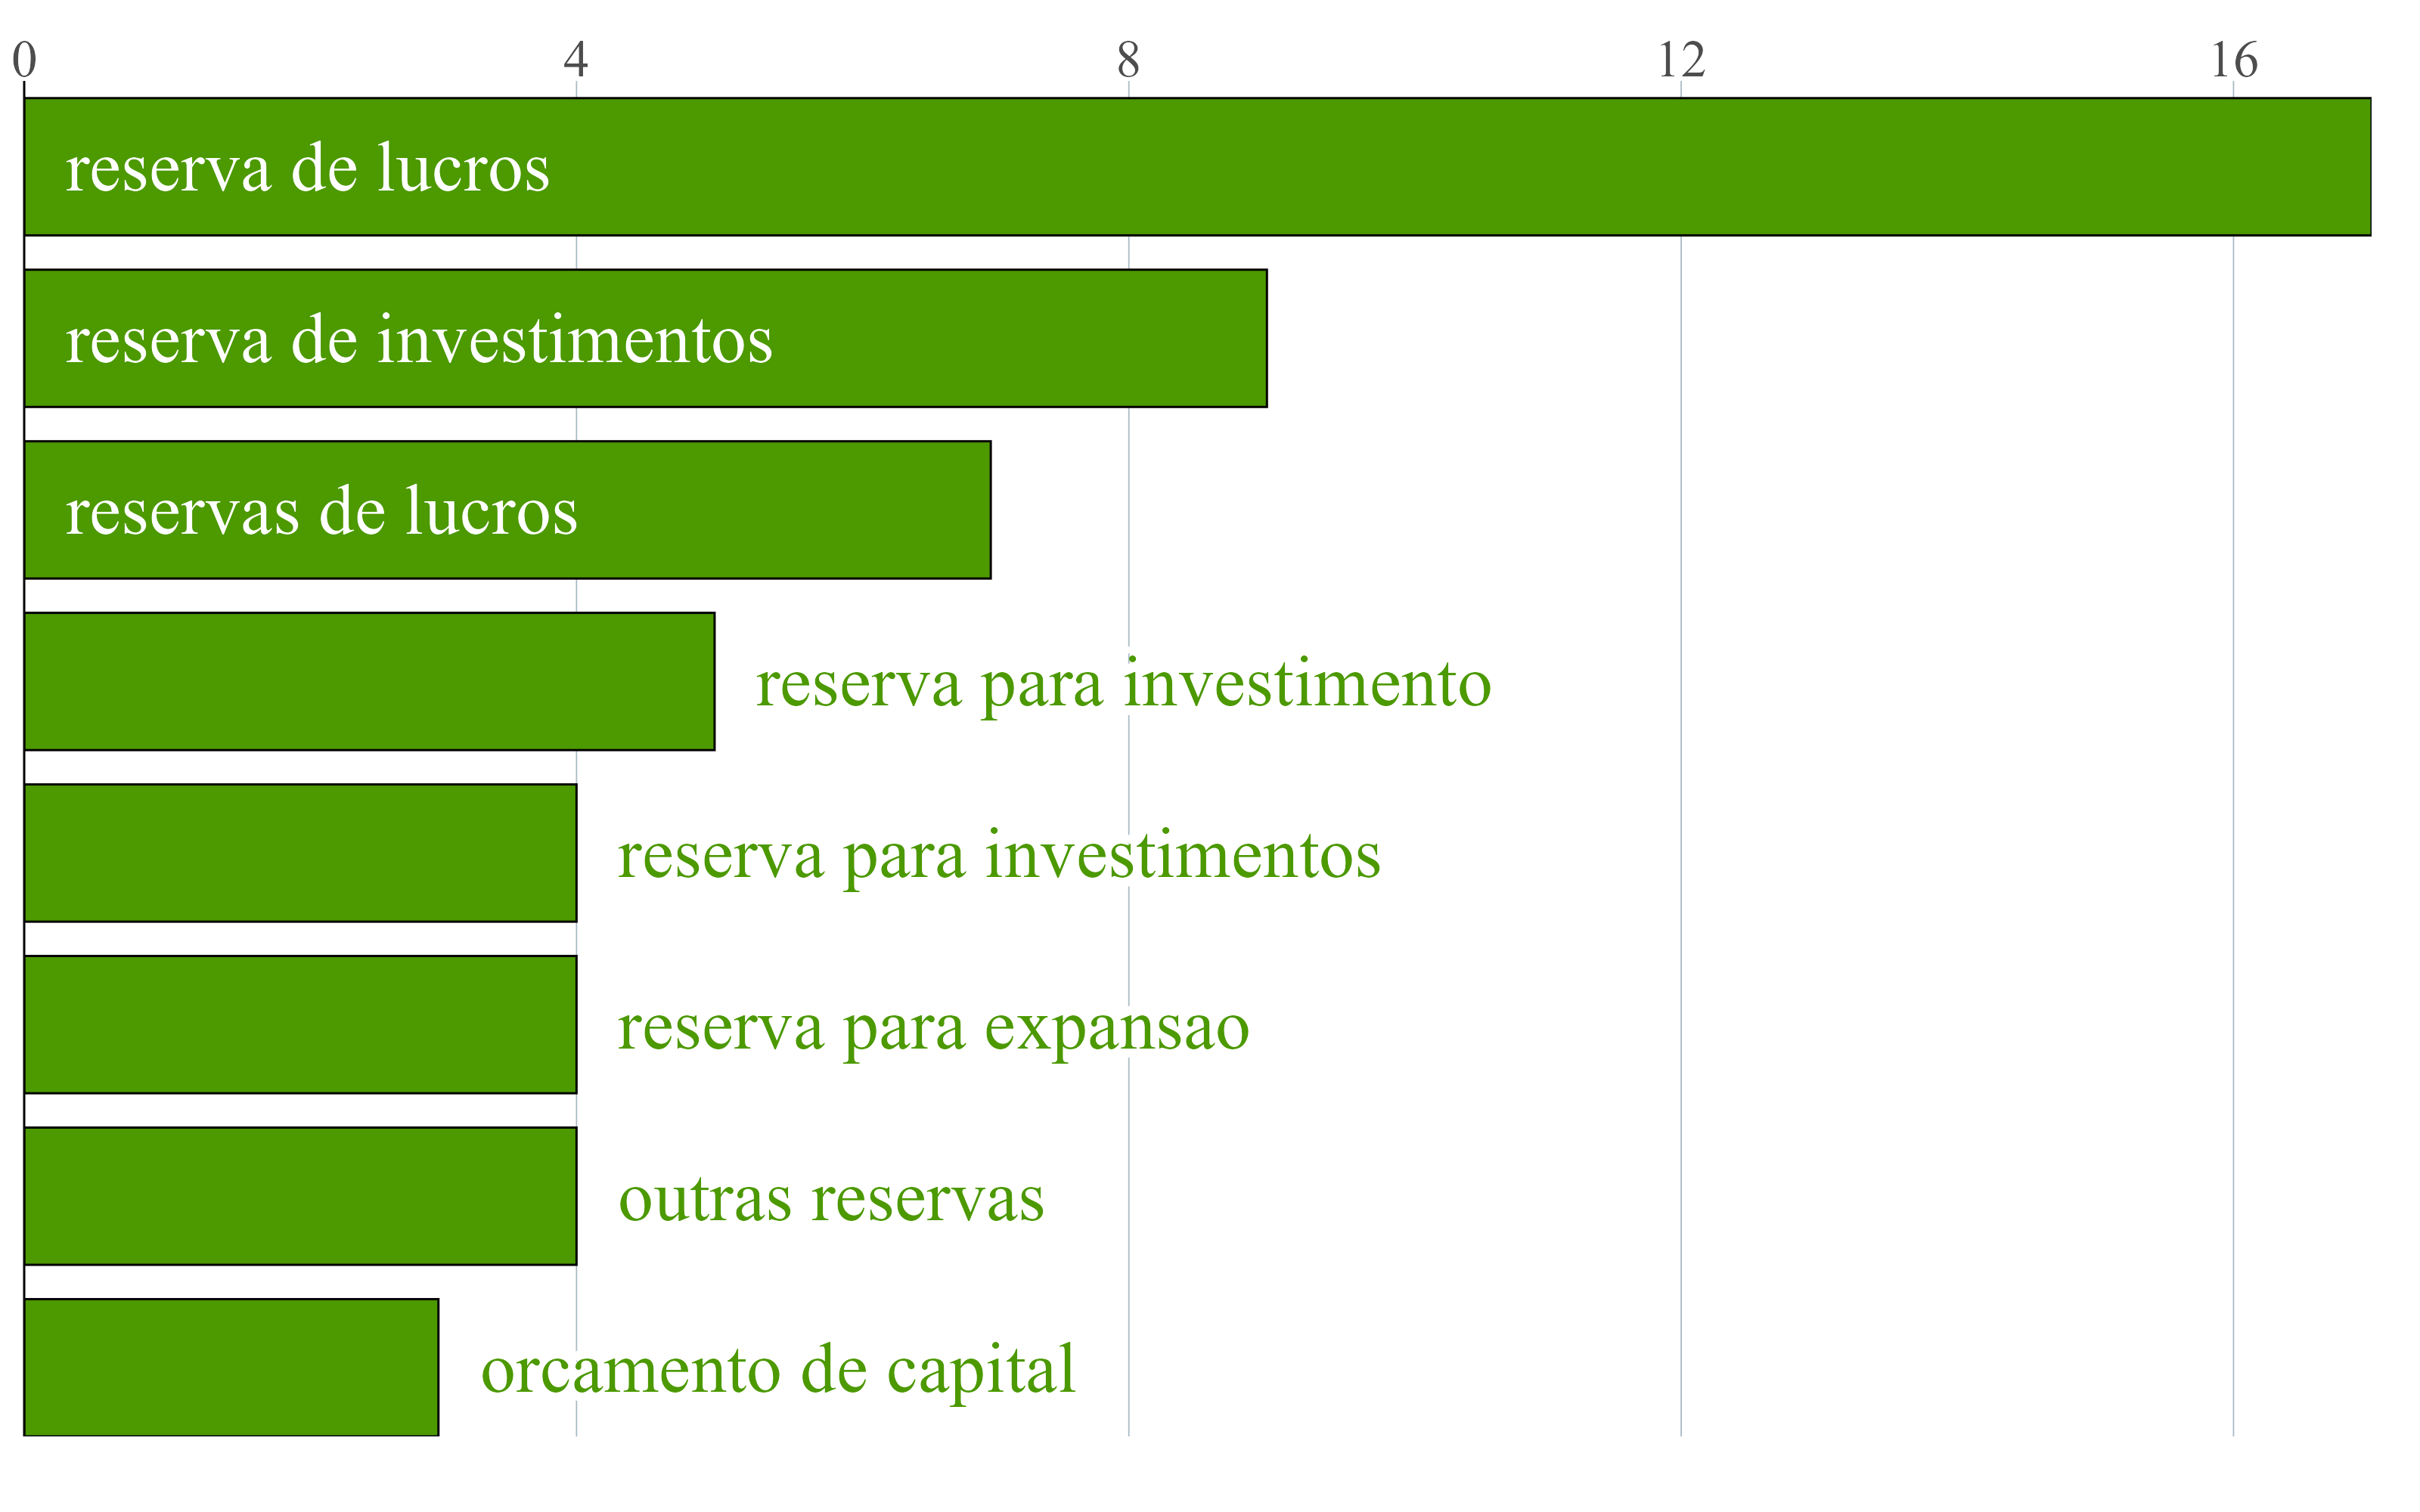 0 4 8 12 16
reserva de lucros
reserva de investimentos
reservas de lucros
reserva para investimento
reserva para investimentos
reserva para expansao
outras reservas
orcamento de capital